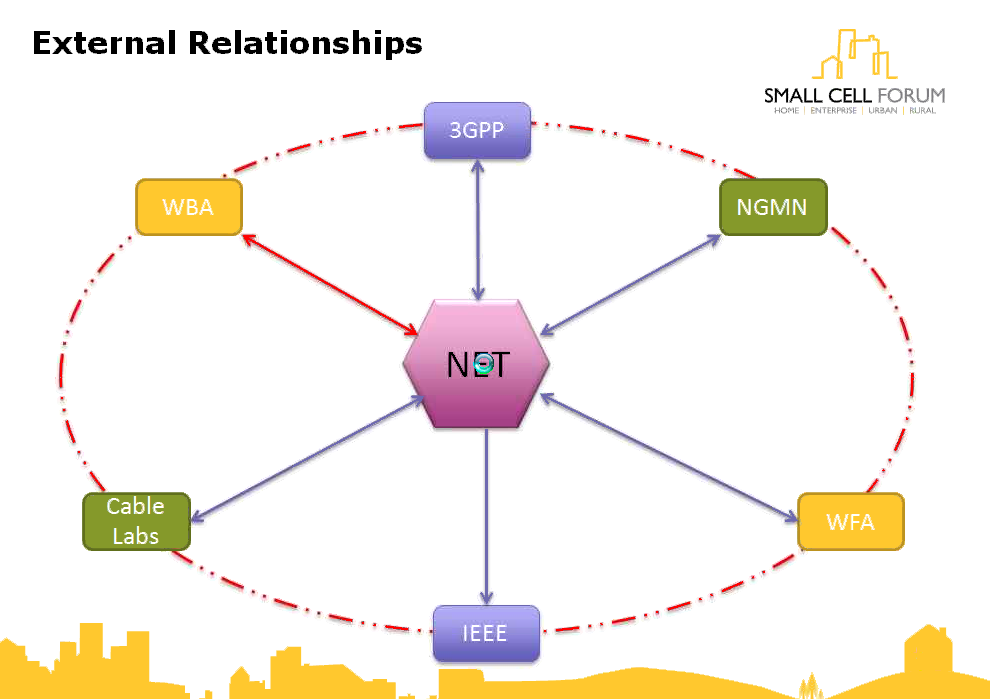 External Relationships
SMALL CELL FORUM
HOME | ENTERPRISE | URBAN | RURAL
3GPP
WBA
NGMN
NET
Cable
Labs
WFA
IEEE